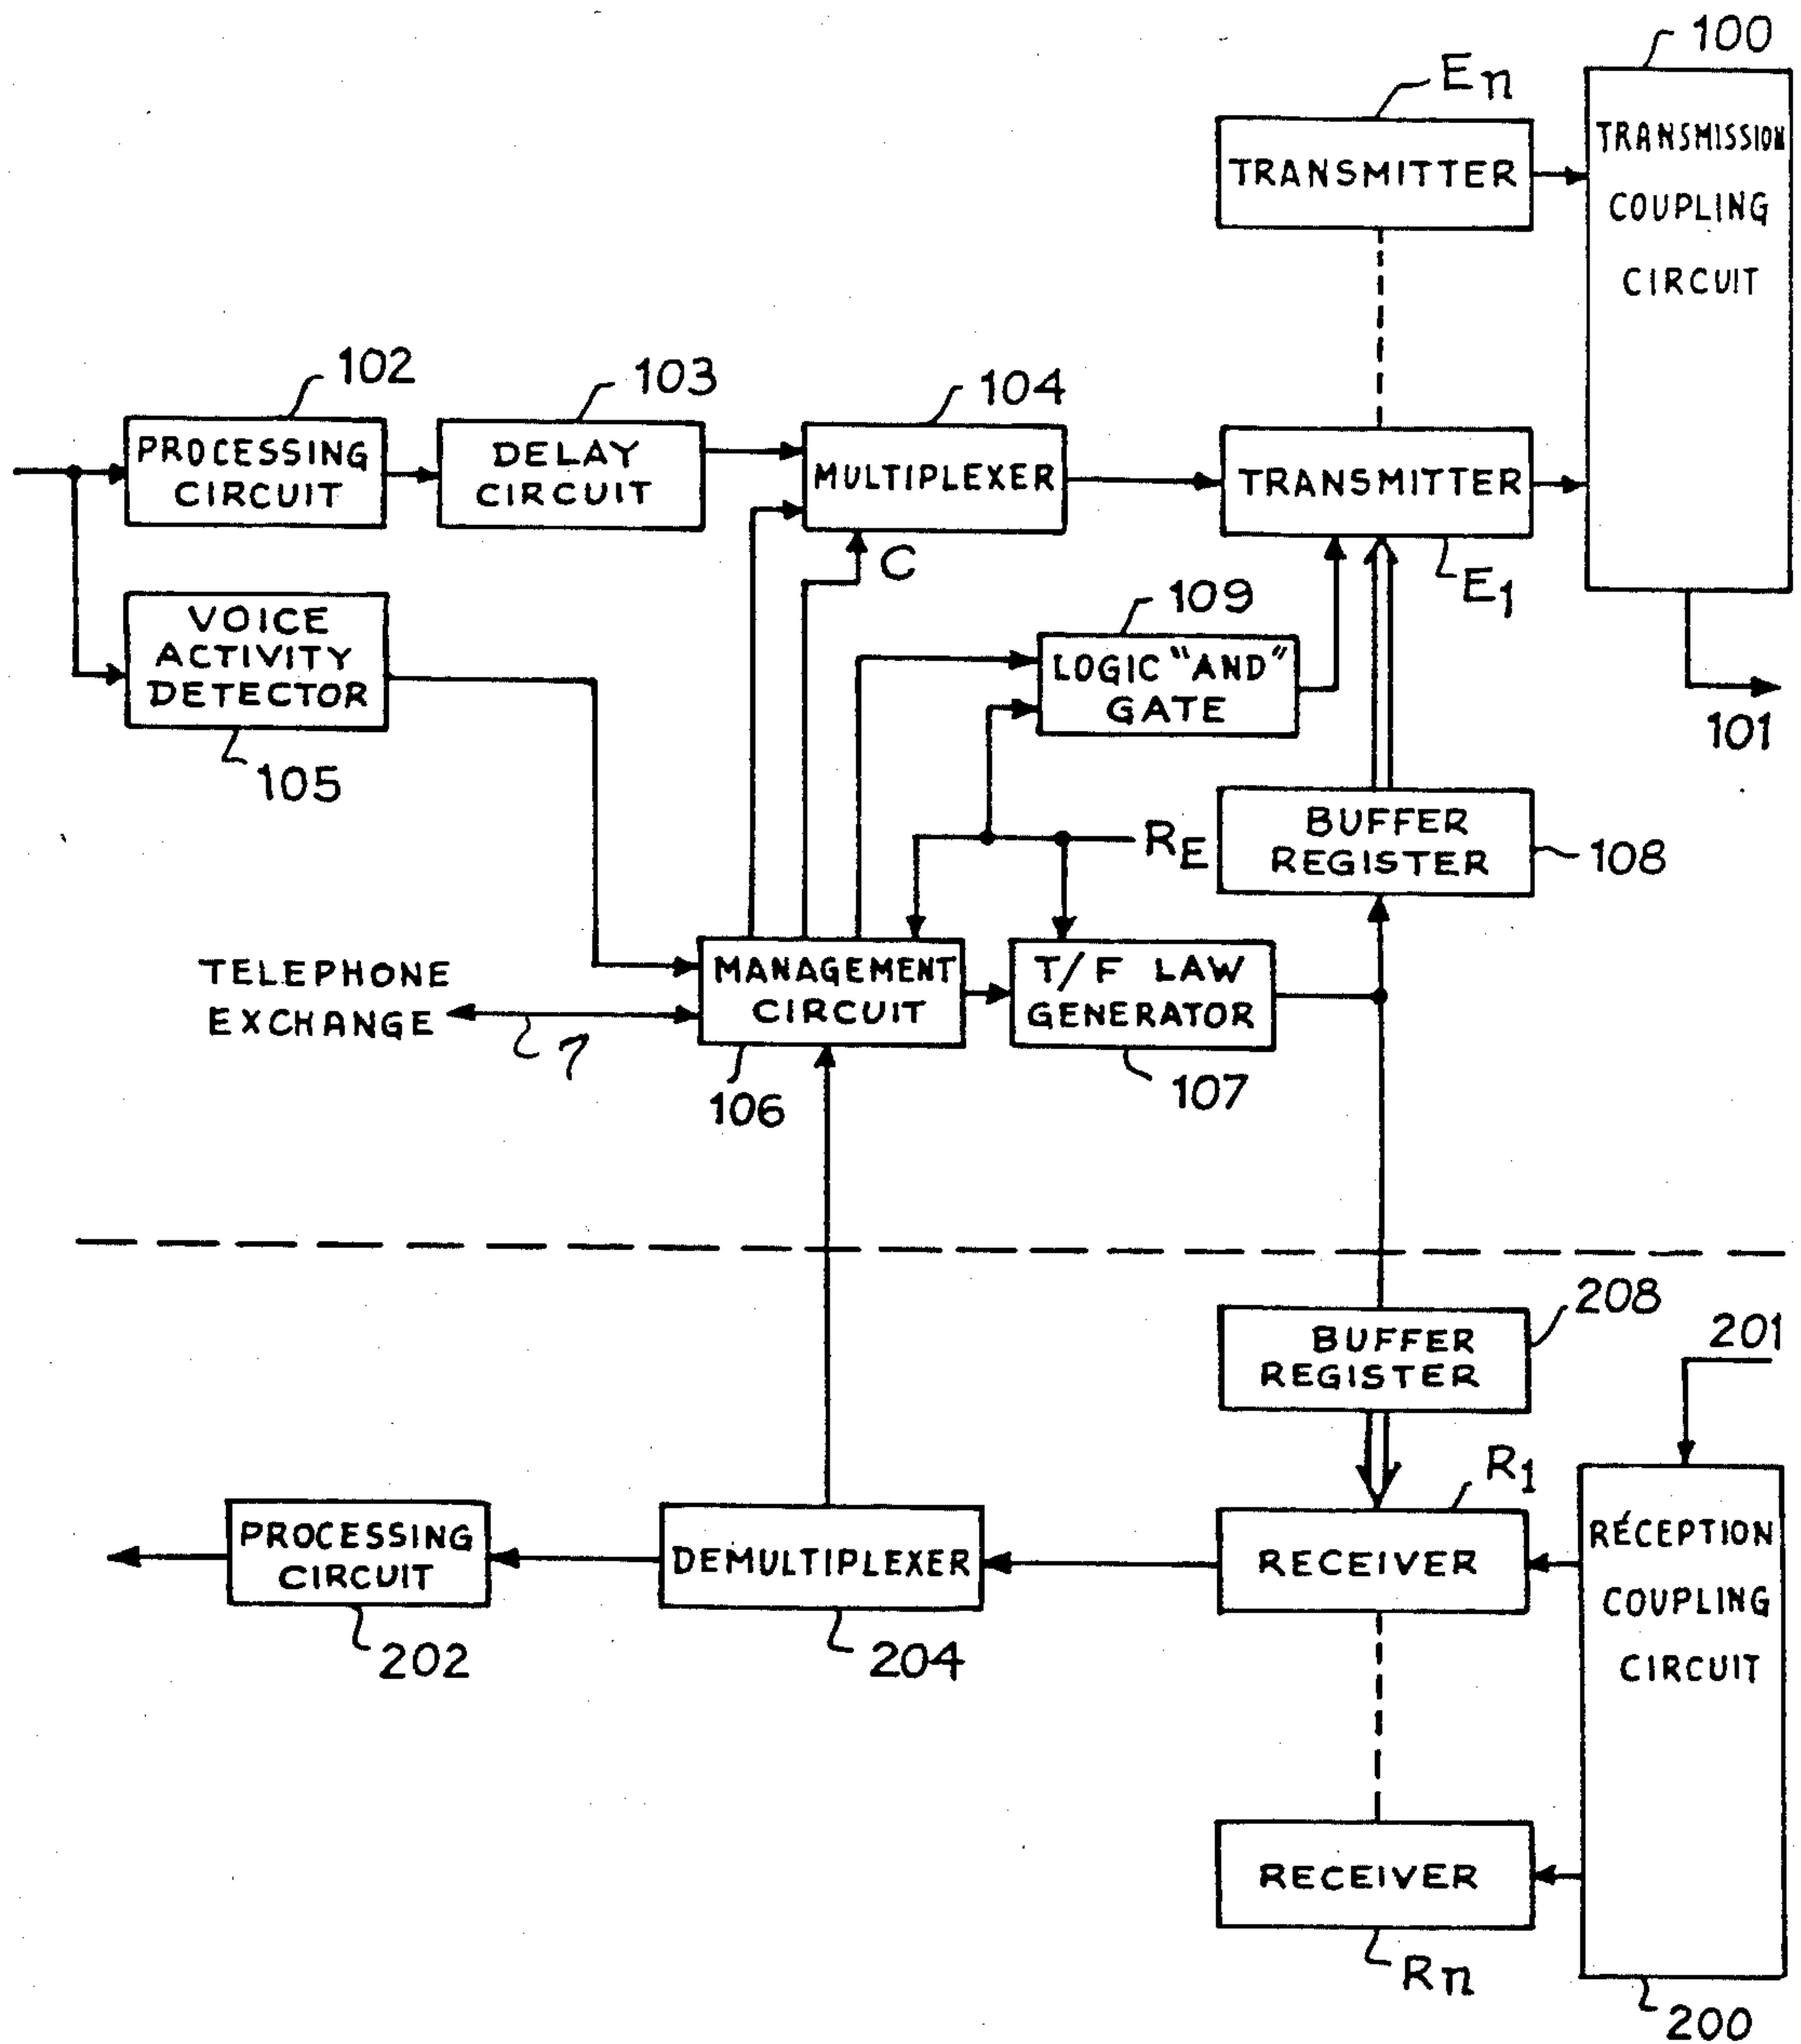 100
En
TRANSMITTER
TRANSMISSION
COUPLING
CIRCUIT
102
103
104
PROCESSING
CIRCUIT
DELAY
CIRCUIT
MULTIPLEXER
TRANSMITTER
C
E1
VOICE
ACTIVITY
DETECTOR
105
109
LOGIC "AND"
GATE
101
RE
BUFFER
REGISTER
108
TELEPHONE
EXCHANGE
7
MANAGEMENT
CIRCUIT
106
T/F LAW
GENERATOR
107
208
BUFFER
REGISTER
201
R1
PROCESSING
CIRCUIT
202
DEMULTIPLEXER
204
RECEIVER
RÉCEPTION
COUPLING
CIRCUIT
RECEIVER
Rn
200